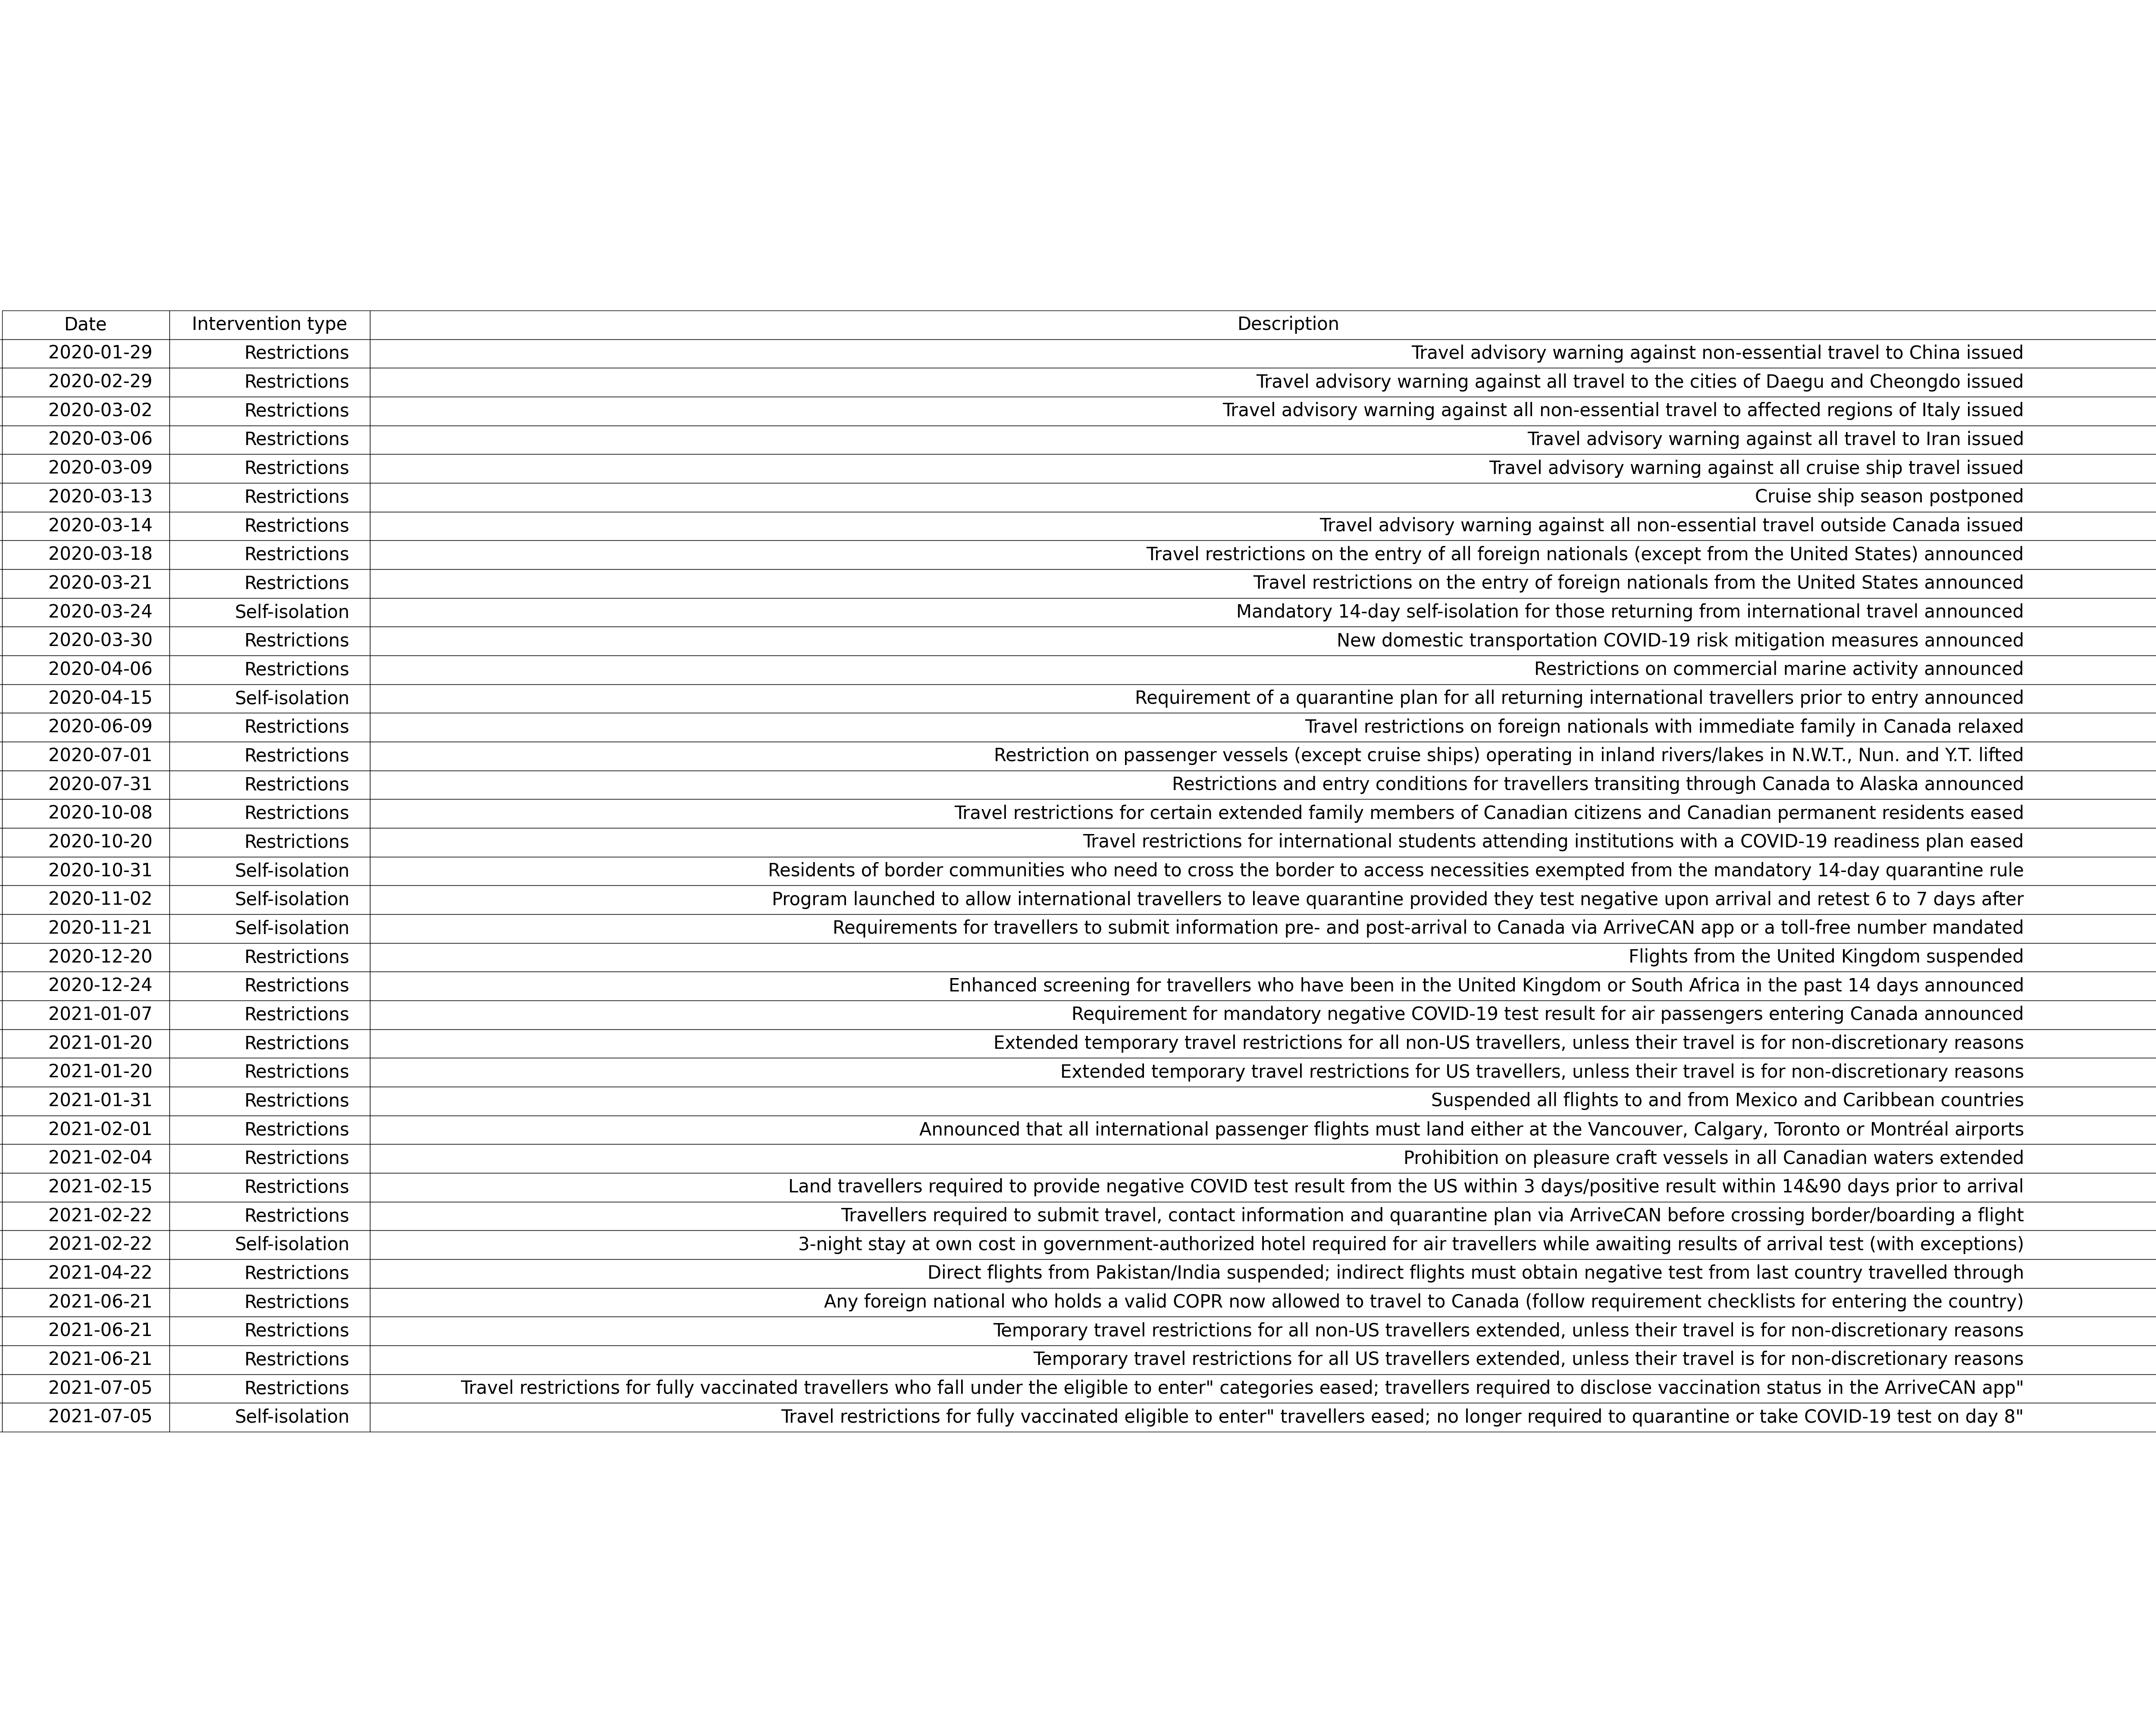 Date Intervention type Description
2020-01-29 Restrictions Travel advisory warning against non-essential travel to China issued
2020-02-29 Restrictions Travel advisory warning against all travel to the cities of Daegu and Cheongdo issued
2020-03-02 Restrictions Travel advisory warning against all non-essential travel to affected regions of Italy issued
2020-03-06 Restrictions Travel advisory warning against all travel to Iran issued
2020-03-09 Restrictions Travel advisory warning against all cruise ship travel issued
2020-03-13 Restrictions Cruise ship season postponed
2020-03-14 Restrictions Travel advisory warning against all non-essential travel outside Canada issued
2020-03-18 Restrictions Travel restrictions on the entry of all foreign nationals (except from the United States) announced
2020-03-21 Restrictions Travel restrictions on the entry of foreign nationals from the United States announced
2020-03-24 Self-isolation Mandatory 14-day self-isolation for those returning from international travel announced
2020-03-30 Restrictions New domestic transportation COVID-19 risk mitigation measures announced
2020-04-06 Restrictions Restrictions on commercial marine activity announced
2020-04-15 Self-isolation Requirement of a quarantine plan for all returning international travellers prior to entry announced
2020-06-09 Restrictions Travel restrictions on foreign nationals with immediate family in Canada relaxed
2020-07-01 Restrictions Restriction on passenger vessels (except cruise ships) operating in inland rivers/lakes in N.W.T., Nun. and Y.T. lifted
2020-07-31 Restrictions Restrictions and entry conditions for travellers transiting through Canada to Alaska announced
2020-10-08 Restrictions Travel restrictions for certain extended family members of Canadian citizens and Canadian permanent residents eased
2020-10-20 Restrictions Travel restrictions for international students attending institutions with a COVID-19 readiness plan eased
2020-10-31 Self-isolation Residents of border communities who need to cross the border to access necessities exempted from the mandatory 14-day quarantine rule
2020-11-02 Self-isolation Program launched to allow international travellers to leave quarantine provided they test negative upon arrival and retest 6 to 7 days after
2020-11-21 Self-isolation Requirements for travellers to submit information pre- and post-arrival to Canada via ArriveCAN app or a toll-free number mandated
2020-12-20 Restrictions Flights from the United Kingdom suspended
2020-12-24 Restrictions Enhanced screening for travellers who have been in the United Kingdom or South Africa in the past 14 days announced
2021-01-07 Restrictions Requirement for mandatory negative COVID-19 test result for air passengers entering Canada announced
2021-01-20 Restrictions Extended temporary travel restrictions for all non-US travellers, unless their travel is for non-discretionary reasons
2021-01-20 Restrictions Extended temporary travel restrictions for US travellers, unless their travel is for non-discretionary reasons
2021-01-31 Restrictions Suspended all flights to and from Mexico and Caribbean countries
2021-02-01 Restrictions Announced that all international passenger flights must land either at the Vancouver, Calgary, Toronto or Montréal airports
2021-02-04 Restrictions Prohibition on pleasure craft vessels in all Canadian waters extended
2021-02-15 Restrictions Land travellers required to provide negative COVID test result from the US within 3 days/positive result within 14&90 days prior to arrival
2021-02-22 Restrictions Travellers required to submit travel, contact information and quarantine plan via ArriveCAN before crossing border/boarding a flight
2021-02-22 Self-isolation 3-night stay at own cost in government-authorized hotel required for air travellers while awaiting results of arrival test (with exceptions)
2021-04-22 Restrictions Direct flights from Pakistan/India suspended; indirect flights must obtain negative test from last country travelled through
2021-06-21 Restrictions Any foreign national who holds a valid COPR now allowed to travel to Canada (follow requirement checklists for entering the country)
2021-06-21 Restrictions Temporary travel restrictions for all non-US travellers extended, unless their travel is for non-discretionary reasons
2021-06-21 Restrictions Temporary travel restrictions for all US travellers extended, unless their travel is for non-discretionary reasons
2021-07-05 Restrictions Travel restrictions for fully vaccinated travellers who fall under the eligible to enter" categories eased; travellers required to disclose vaccination status in the ArriveCAN app"
2021-07-05 Self-isolation Travel restrictions for fully vaccinated eligible to enter" travellers eased; no longer required to quarantine or take COVID-19 test on day 8"